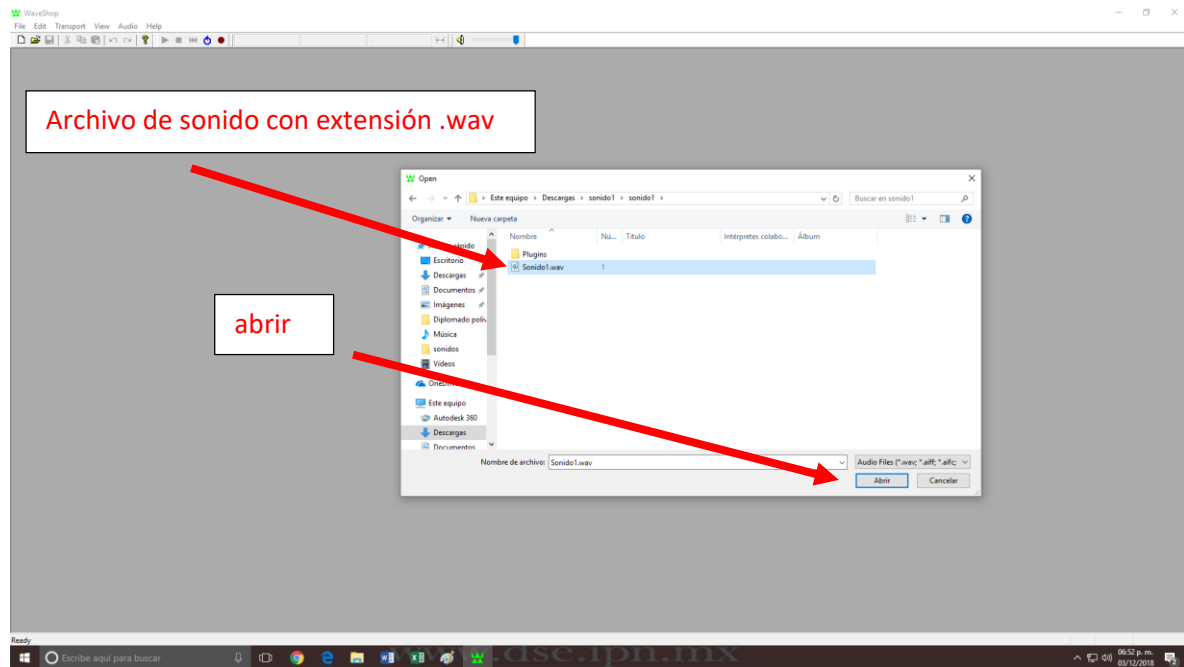 WaveShop
File Edit Transport View Audio Help
Archivo de sonido con extensión .wav
abrir
Open
Este equipo › Descargas › sonido1 › sonido1 ›
Buscar en sonido1
Organizar
Nueva carpeta
Nombre
Nú...
Título
Intérpretes colabo...
Álbum
Escritorio
Descargas
Documentos
Imágenes
Diplomado poliv
Música
sonidos
Vídeos
Este equipo
Autodesk 360
Descargas
Documentos
Plugins
Sonido1.wav
1
Nombre de archivo:
Sonido1.wav
Audio Files (*.wav; *.aiff; *.aifc;
Abrir
Cancelar
Ready
Escribe aquí para buscar
.dse.ipn.mx
06:52 p. m.
03/12/2018
2